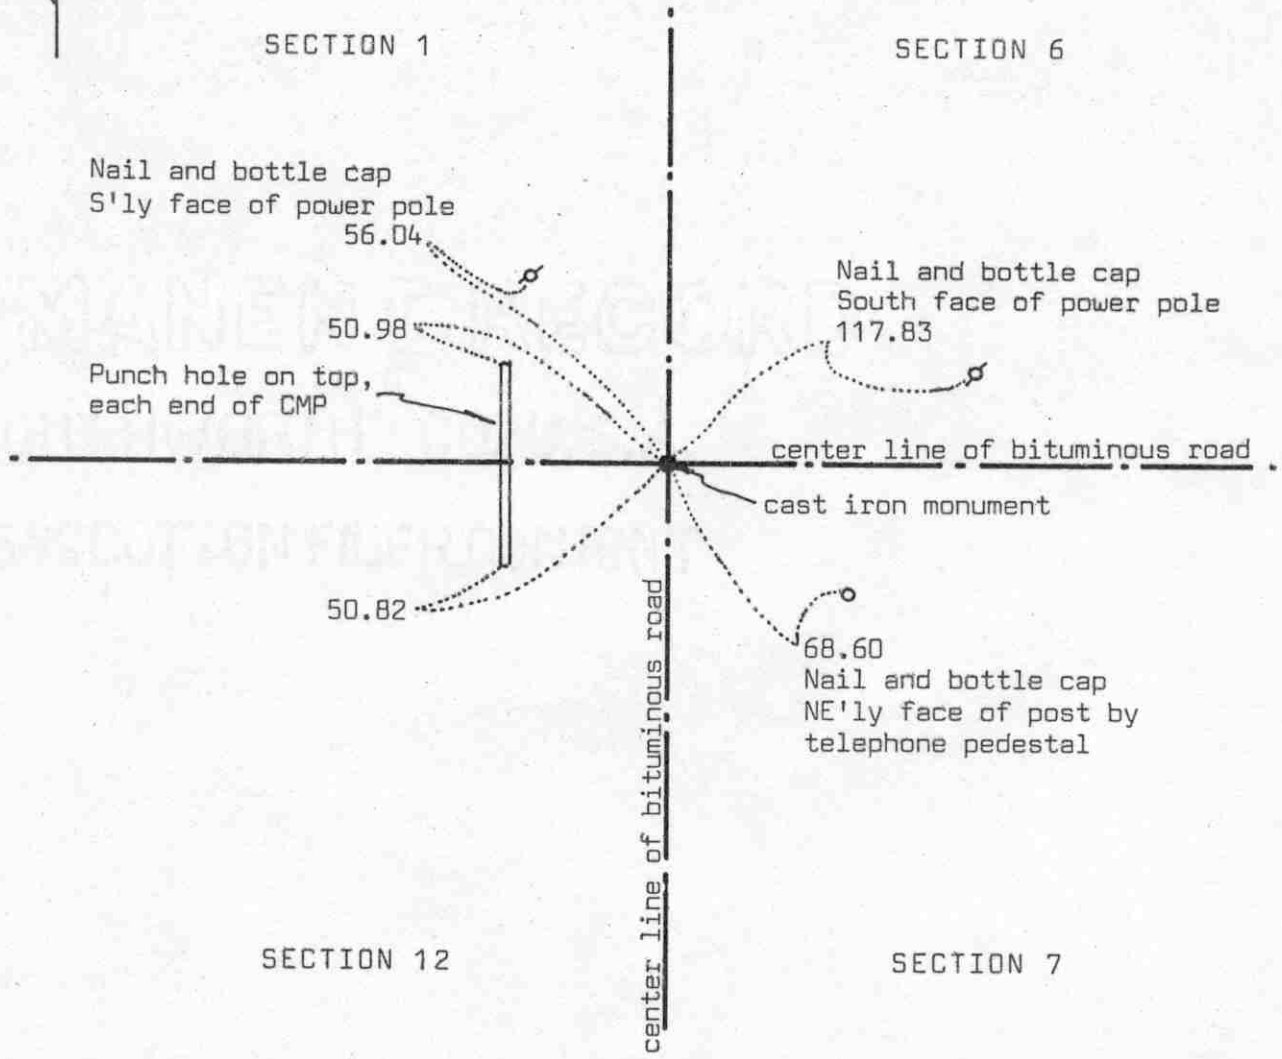 SECTION 1
SECTION 6
Nail and bottle cap
S'ly face of power pole
56.04
50.98
Punch hole on top,
each end of CMP
Nail and bottle cap
South face of power pole
117.83
center line of bituminous road
cast iron monument
50.82
68.60
Nail and bottle cap
NE'ly face of post by
telephone pedestal
center line of bituminous road
SECTION 12
SECTION 7